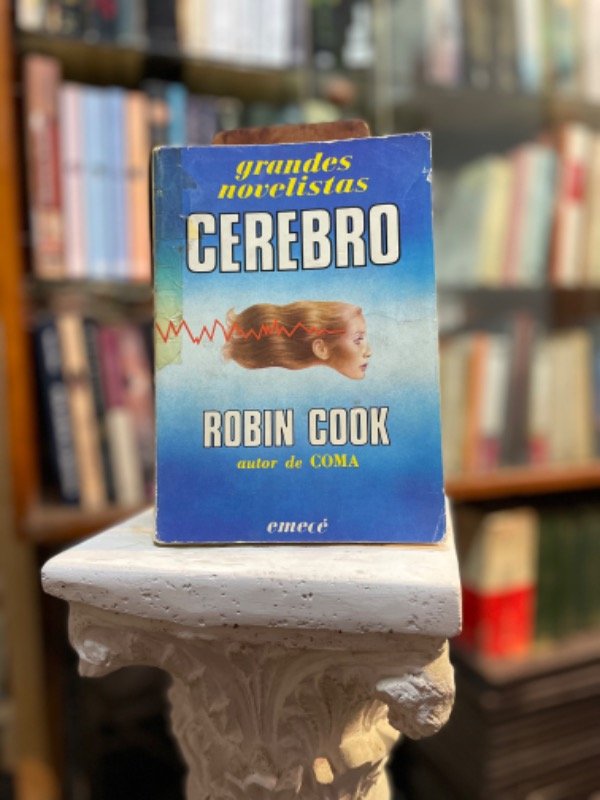 grandes
novelistas
CEREBRO
ROBIN COOK
autor de COMA
emecé